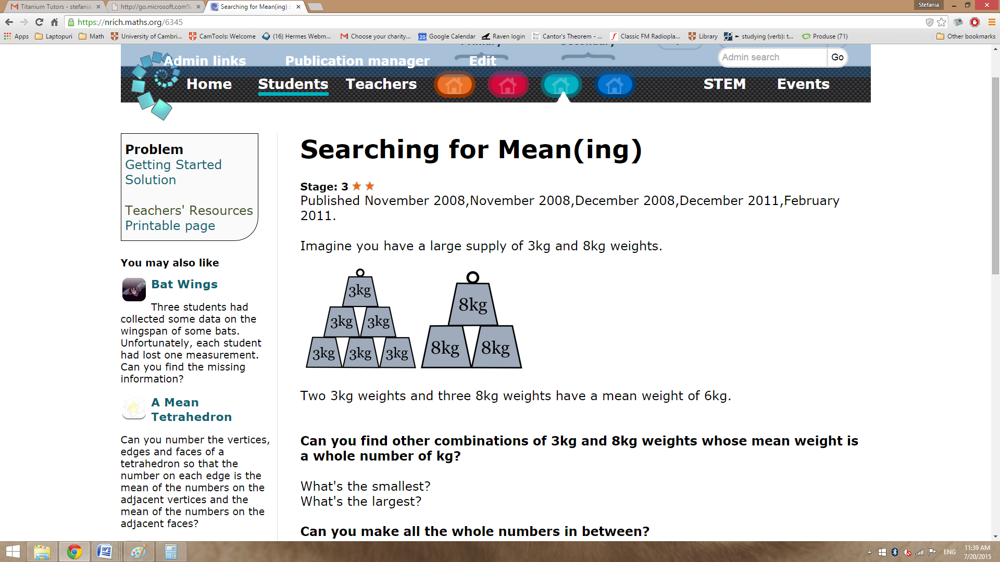 Titanium Tutors - stefania
http://go.microsoft.com%
Searching for Mean(ing) :
Stefania
https://nrich.maths.org/6345
Apps
Laptopuri
Math
University of Cambri...
CamTools: Welcome
(16) Hermes Webm...
Choose your charity...
20
Google Calendar
Raven login
Cantor's Theorem - ...
Classic FM Radiopla...
Library
► studying (verb): t...
Produse (71)
Other bookmarks
Admin links
Publication manager
Edit
Admin search
Go
Home
Students
Teachers
STEM
Events
Problem
Getting Started
Solution
Teachers' Resources
Printable page
You may also like
Bat Wings
Three students had
collected some data on the
wingspan of some bats.
Unfortunately, each student
had lost one measurement.
Can you find the missing
information?
A Mean
Tetrahedron
Can you number the vertices,
edges and faces of a
tetrahedron so that the
number on each edge is the
mean of the numbers on the
adjacent vertices and the
mean of the numbers on the
adjacent faces?
Searching for Mean(ing)
Stage: 3
Published November 2008,November 2008,December 2008,December 2011,February
2011.
Imagine you have a large supply of 3kg and 8kg weights.
3kg
3kg 3kg
3kg 3kg 3kg
8kg
8kg 8kg
Two 3kg weights and three 8kg weights have a mean weight of 6kg.
Can you find other combinations of 3kg and 8kg weights whose mean weight is
a whole number of kg?
What's the smallest?
What's the largest?
Can you make all the whole numbers in between?
ENG
11:39 AM
7/20/2015